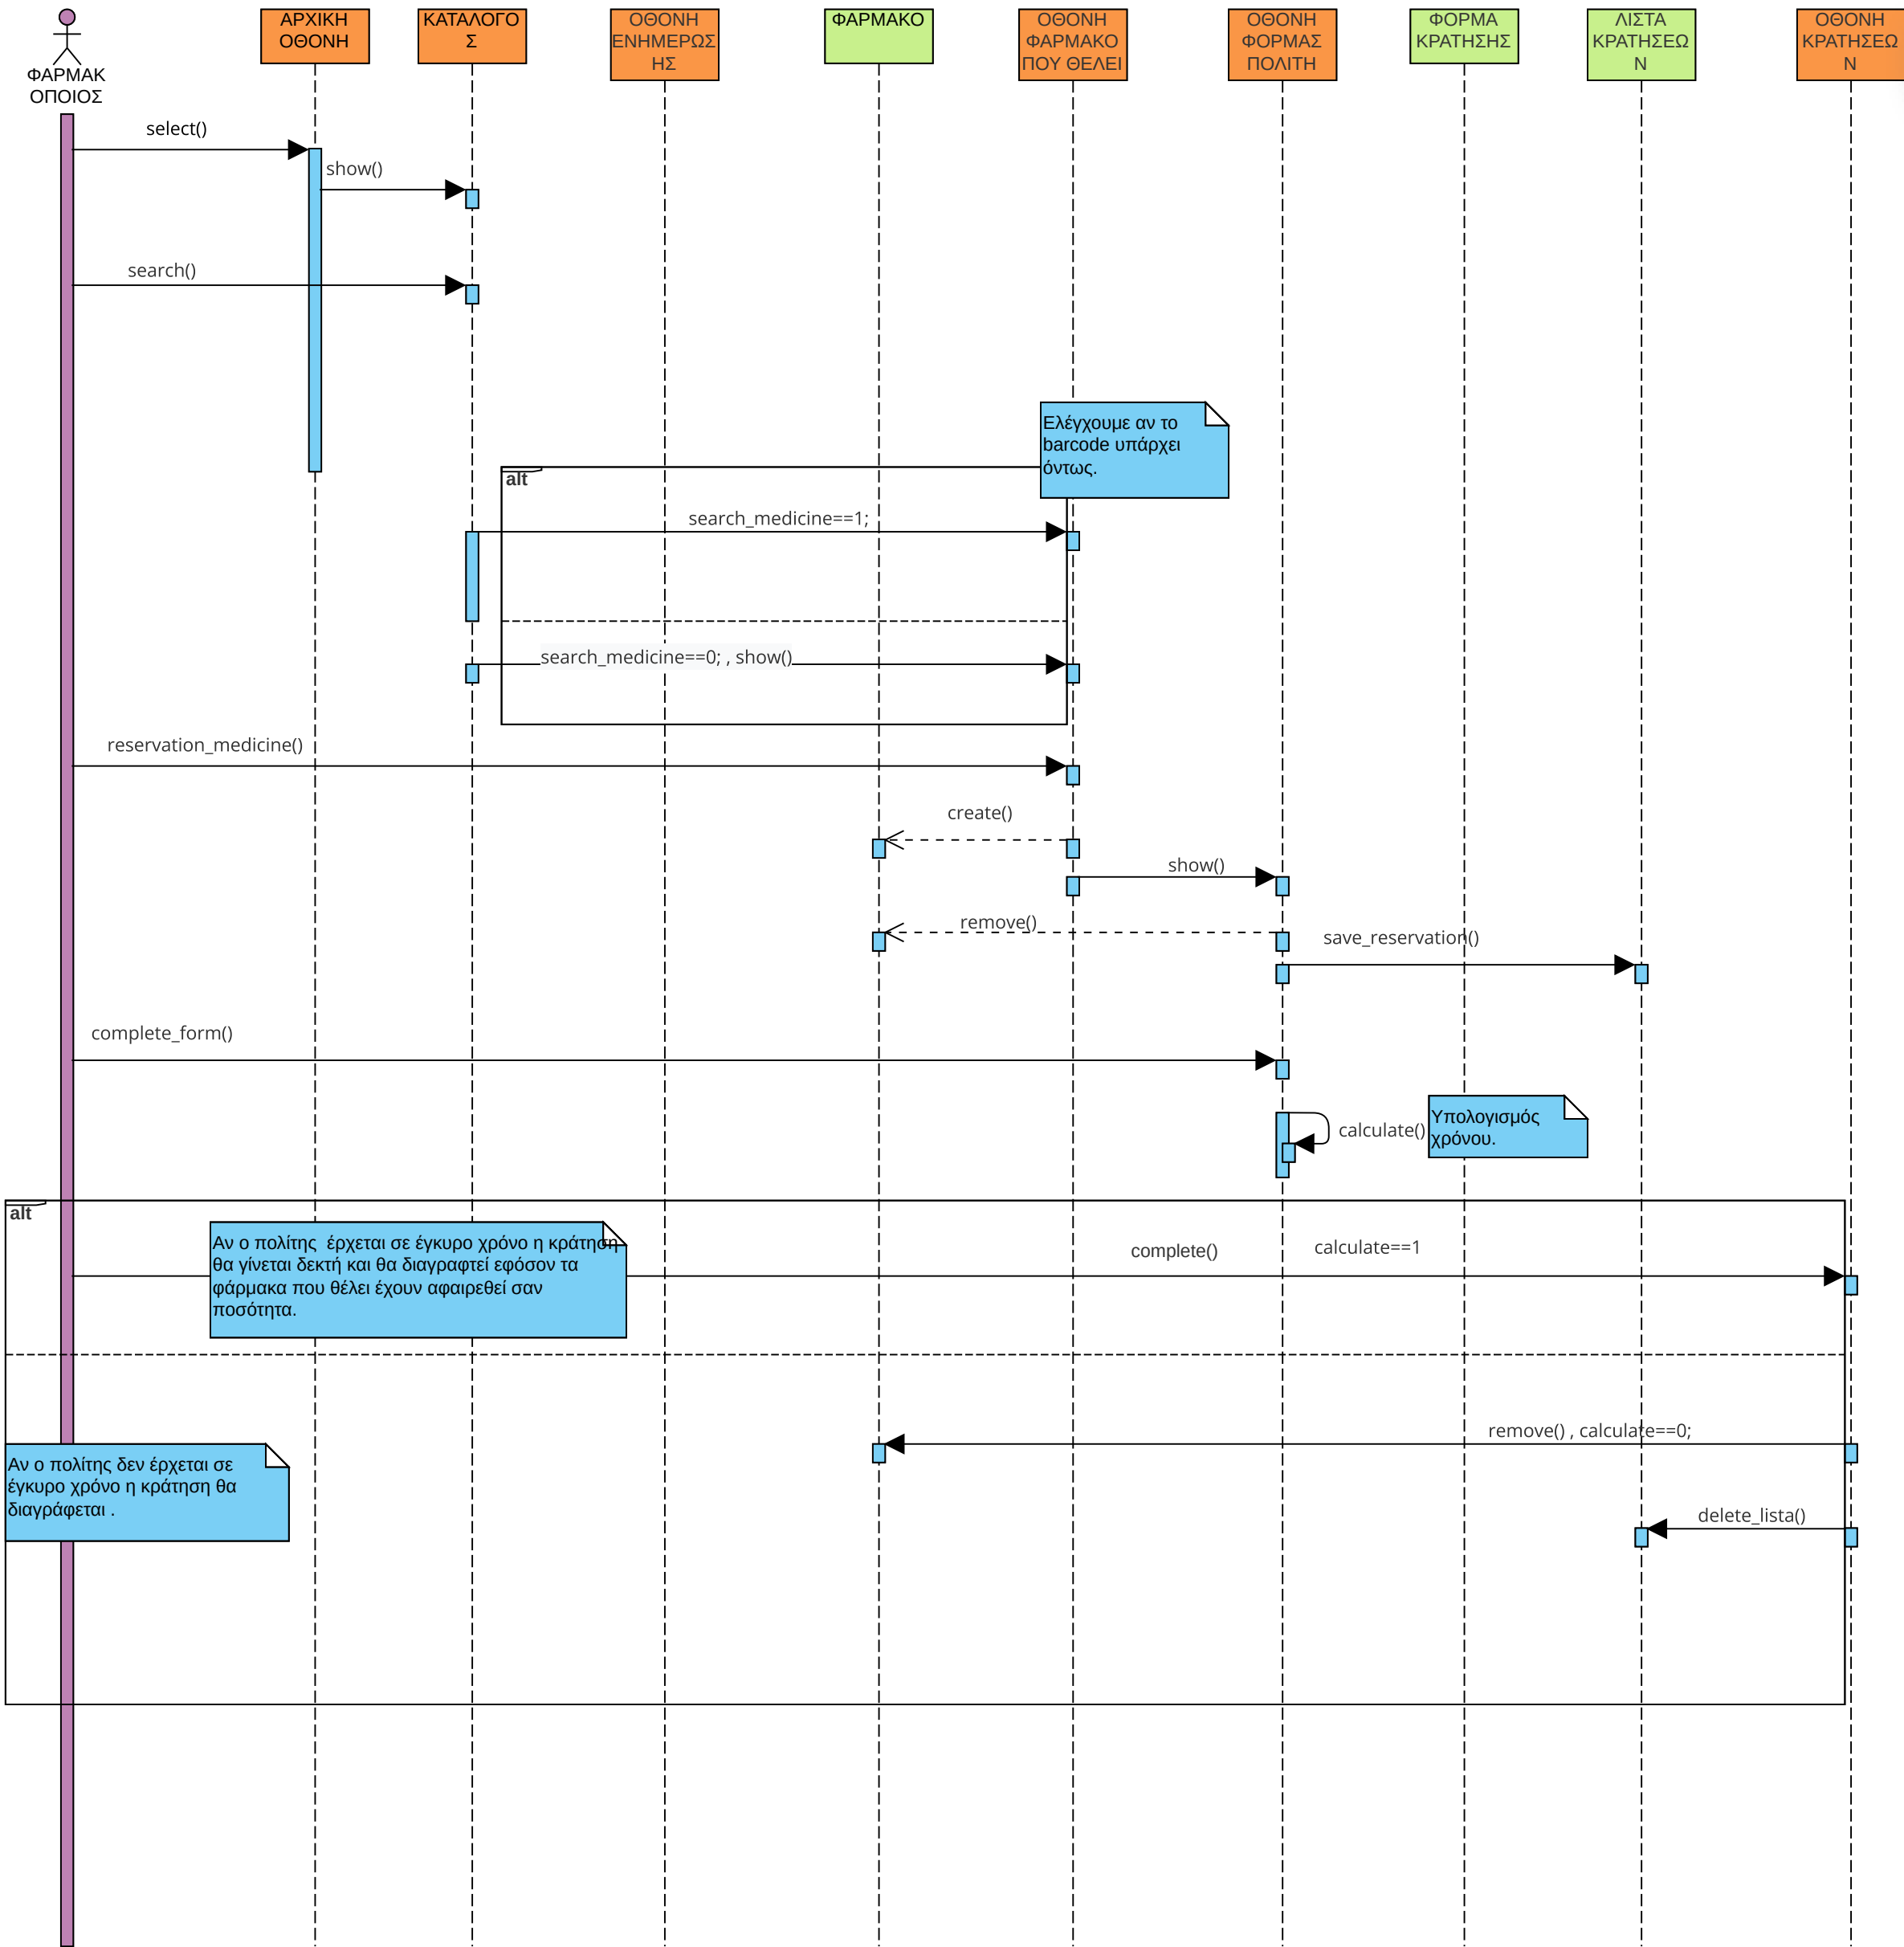 ΦΑΡΜΑΚ
ΟΠΟΙΟΣ
ΑΡΧΙΚΗ
ΟΘΟΝΗ
ΚΑΤΑΛΟΓΟ
Σ
ΟΘΟΝΗ
ΕΝΗΜΕΡΩΣ
ΗΣ
ΦΑΡΜΑΚΟ
ΟΘΟΝΗ
ΦΑΡΜΑΚΟ
ΠΟΥ ΘΕΛΕΙ
ΟΘΟΝΗ
ΦΟΡΜΑΣ
ΠΟΛΙΤΗ
ΦΟΡΜΑ
ΚΡΑΤΗΣΗΣ
ΛΙΣΤΑ
ΚΡΑΤΗΣΕΩ
Ν
ΟΘΟΝΗ
ΚΡΑΤΗΣΕΩ
Ν
select()
show()
search()
Ελέγχουμε αν το
barcode υπάρχει
όντως.
alt
search_medicine==1;
search_medicine==0; , show()
reservation_medicine()
create()
show()
remove()
save_reservation()
complete_form()
calculate()
Υπολογισμός
χρόνου.
alt
Αν ο πολίτης  έρχεται σε έγκυρο χρόνο η κράτηση
θα γίνεται δεκτή και θα διαγραφτεί εφόσον τα
φάρμακα που θέλει έχουν αφαιρεθεί σαν
ποσότητα.
complete()
calculate==1
remove() , calculate==0;
Αν ο πολίτης δεν έρχεται σε
έγκυρο χρόνο η κράτηση θα
διαγράφεται .
delete_lista()